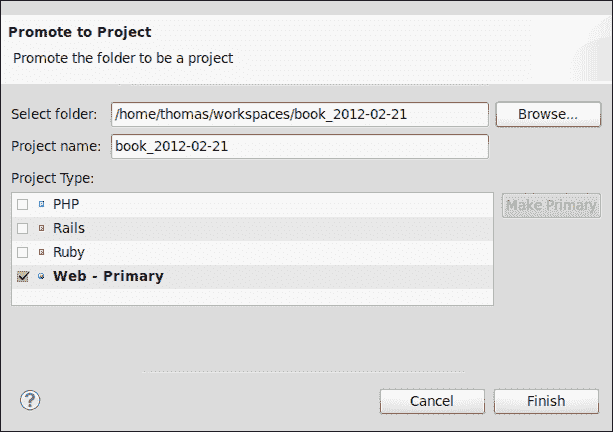 Promote to Project
Promote the folder to be a project
Select folder: /home/thomas/workspaces/book_2012-02-21 Browse...
Project name: book_2012-02-21
Project Type:
PHP Make Primary
Rails
Ruby
Web - Primary
? Cancel Finish